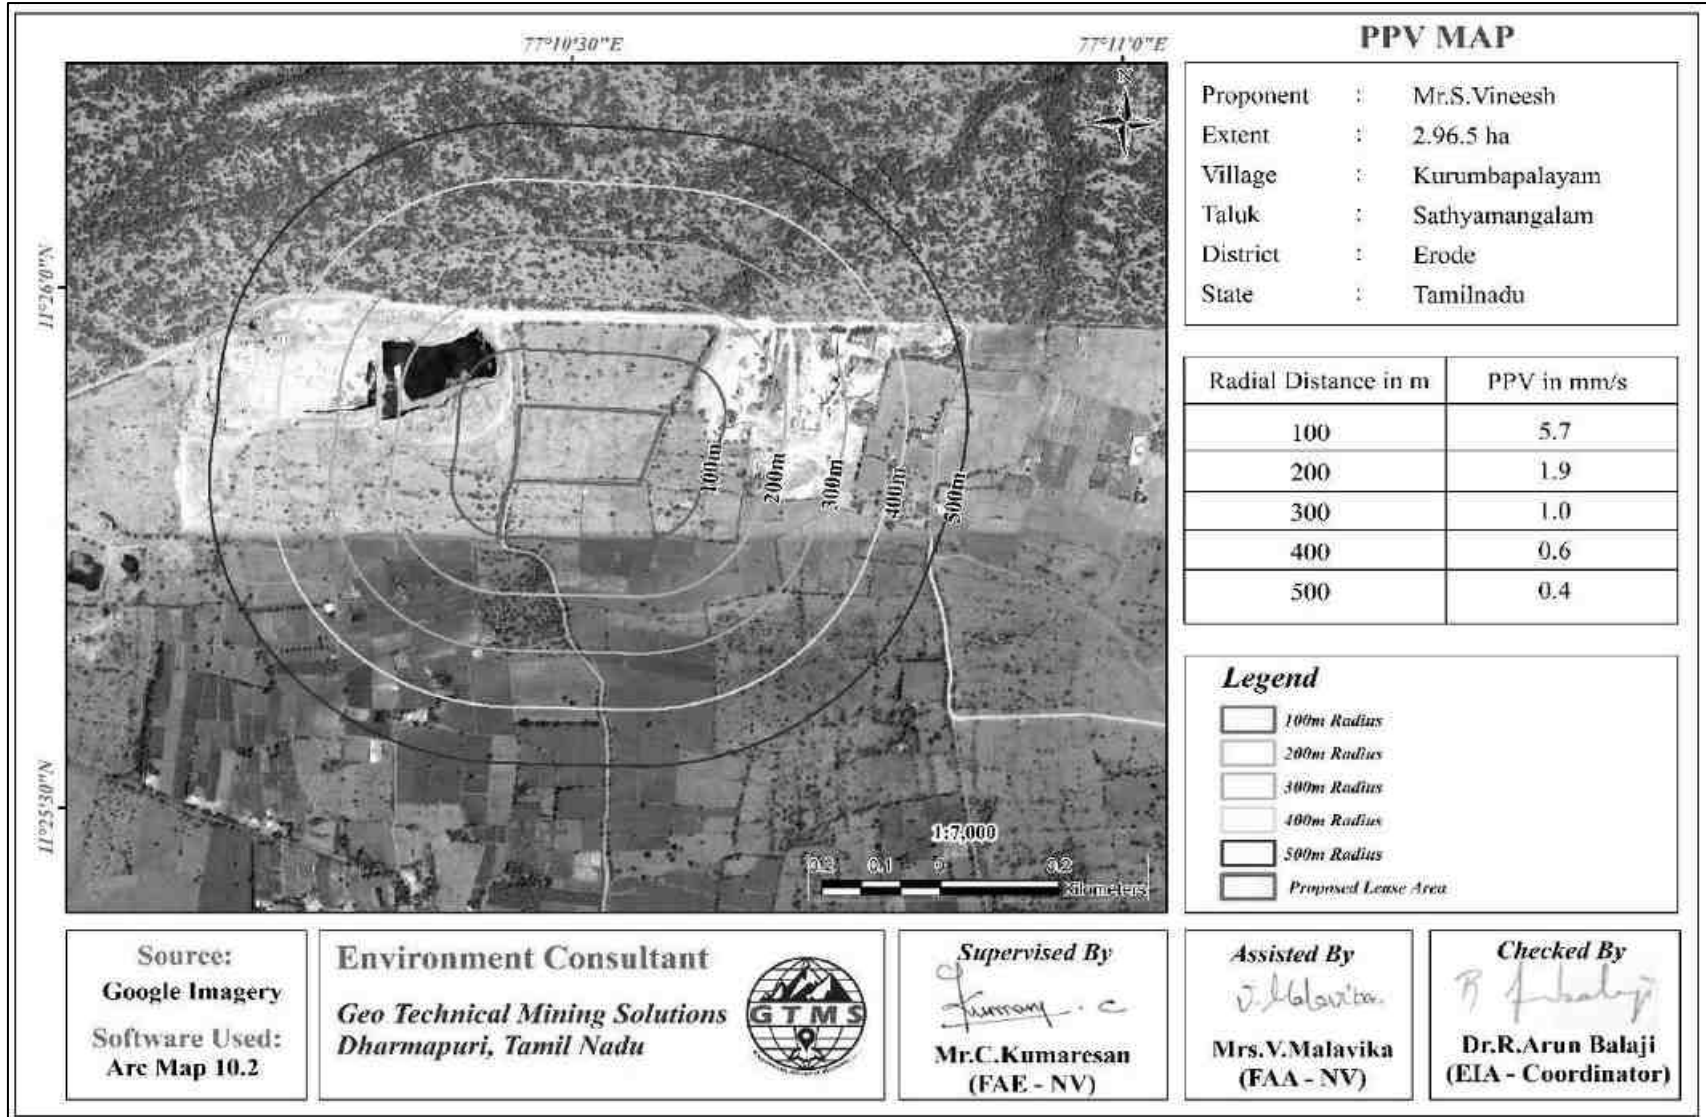 PPV MAP
77°10'30"E
77°11'0"E
N
11°26'0"N
11°25'30"N
100m
200m
300m
400m
500m
1:7,000
0.2 0.1 0 0.2
Kilometers
Proponent : Mr.S.Vineesh
Extent : 2.96.5 ha
Village : Kurumbapalayam
Taluk : Sathyamangalam
District : Erode
State : Tamilnadu
Radial Distance in m PPV in mm/s
100 5.7
200 1.9
300 1.0
400 0.6
500 0.4
Legend
100m Radius
200m Radius
300m Radius
400m Radius
500m Radius
Proposed Lease Area
Source:
Google Imagery
Software Used:
Arc Map 10.2
Environment Consultant
Geo Technical Mining Solutions
Dharmapuri, Tamil Nadu
GTMS
Supervised By
Kumaresan . C
Mr.C.Kumaresan
(FAE - NV)
Assisted By
V. Malavika.
Mrs.V.Malavika
(FAA - NV)
Checked By
Dr.R.Arun Balaji
(EIA - Coordinator)